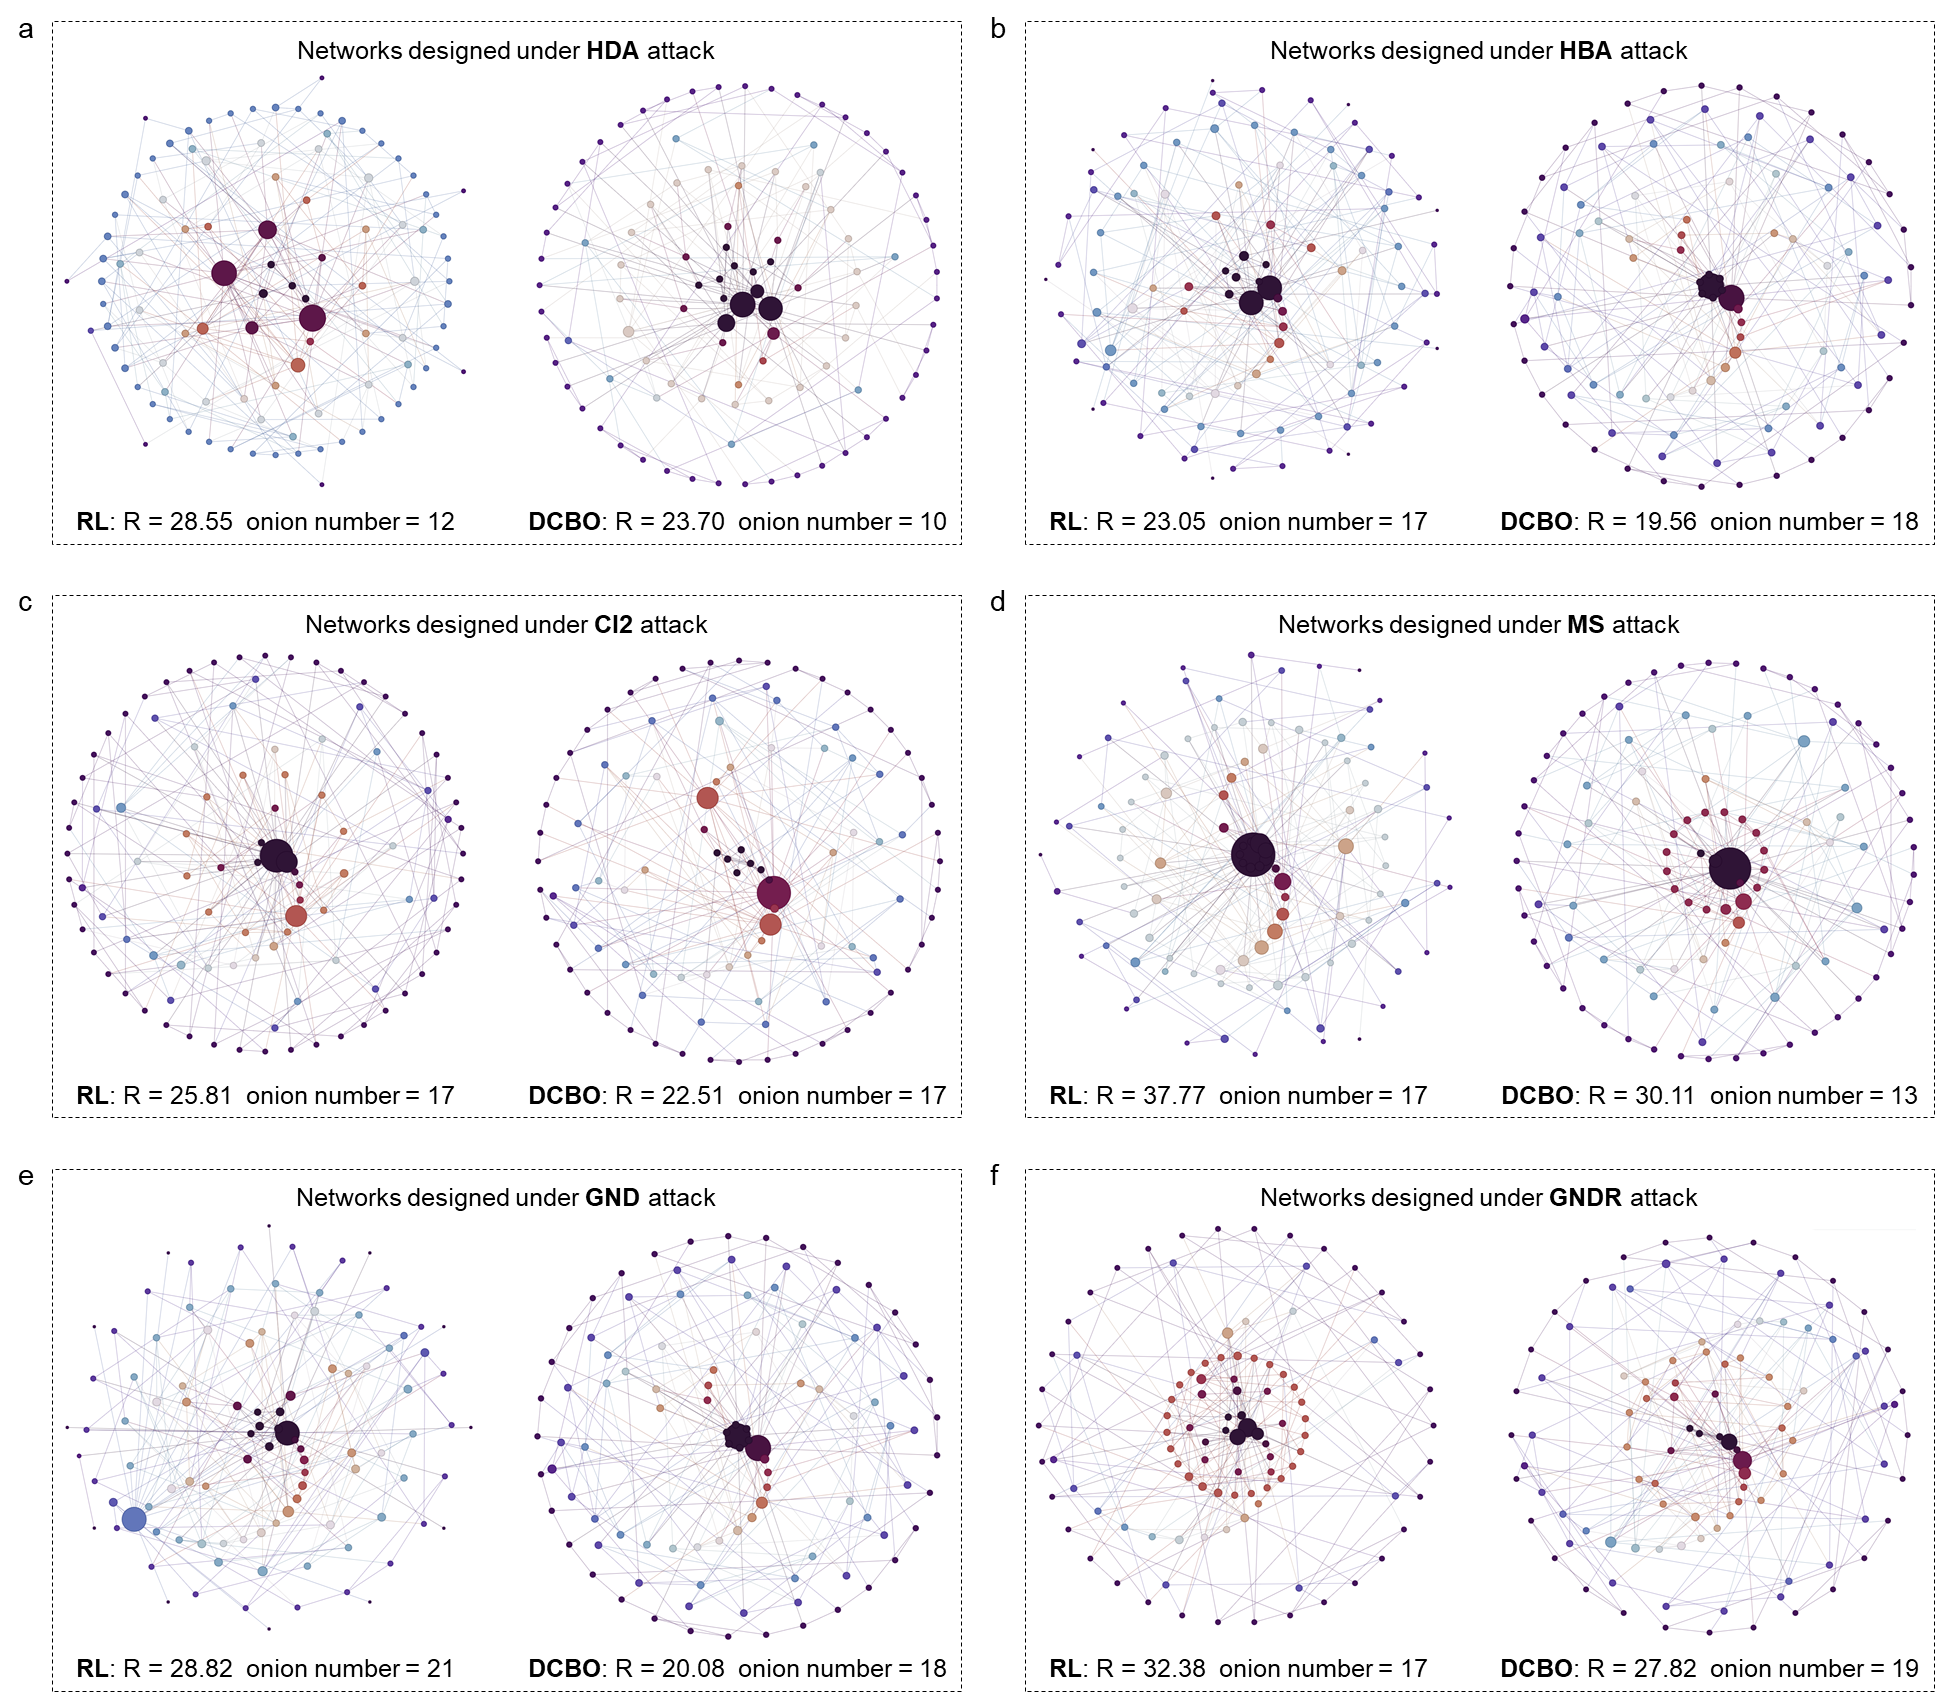 a
Networks designed under HDA attack
RL: R = 28.55 onion number = 12
DCBO: R = 23.70 onion number = 10
b
Networks designed under HBA attack
RL: R = 23.05 onion number = 17
DCBO: R = 19.56 onion number = 18
c
Networks designed under CI2 attack
RL: R = 25.81 onion number = 17
DCBO: R = 22.51 onion number = 17
d
Networks designed under MS attack
RL: R = 37.77 onion number = 17
DCBO: R = 30.11 onion number = 13
e
Networks designed under GND attack
RL: R = 28.82 onion number = 21
DCBO: R = 20.08 onion number = 18
f
Networks designed under GNDR attack
RL: R = 32.38 onion number = 17
DCBO: R = 27.82 onion number = 19